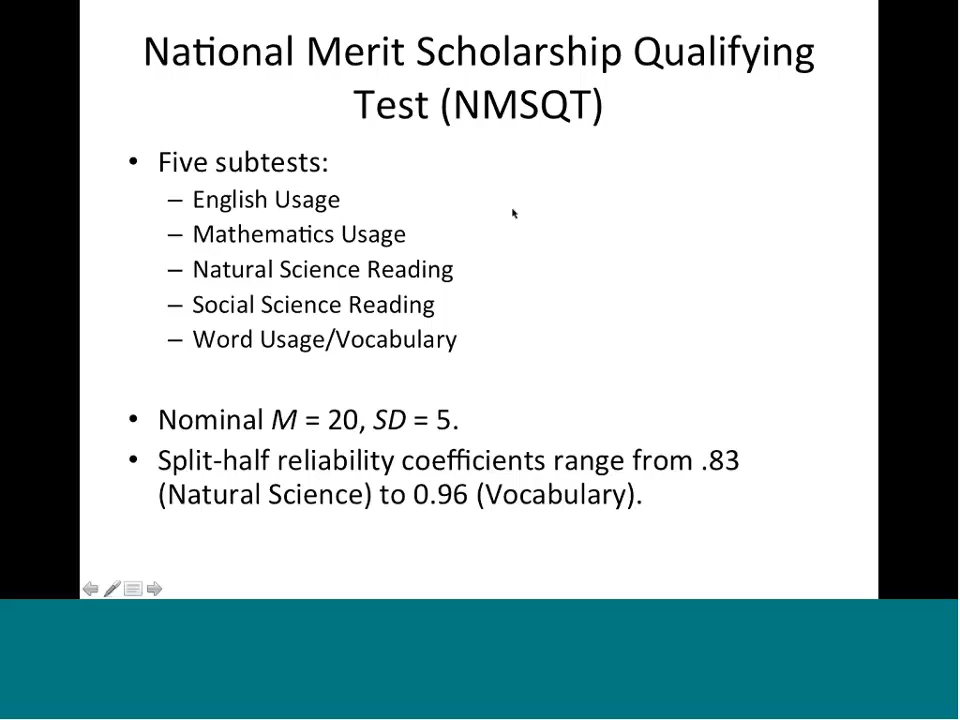 National Merit Scholarship Qualifying
Test (NMSQT)
• Five subtests:
– English Usage
– Mathematics Usage
– Natural Science Reading
– Social Science Reading
– Word Usage/Vocabulary
• Nominal M = 20, SD = 5.
• Split-half reliability coefficients range from .83
(Natural Science) to 0.96 (Vocabulary).